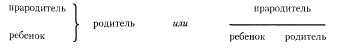 прародитель
ребенок
родитель
или
прародитель
ребенок родитель